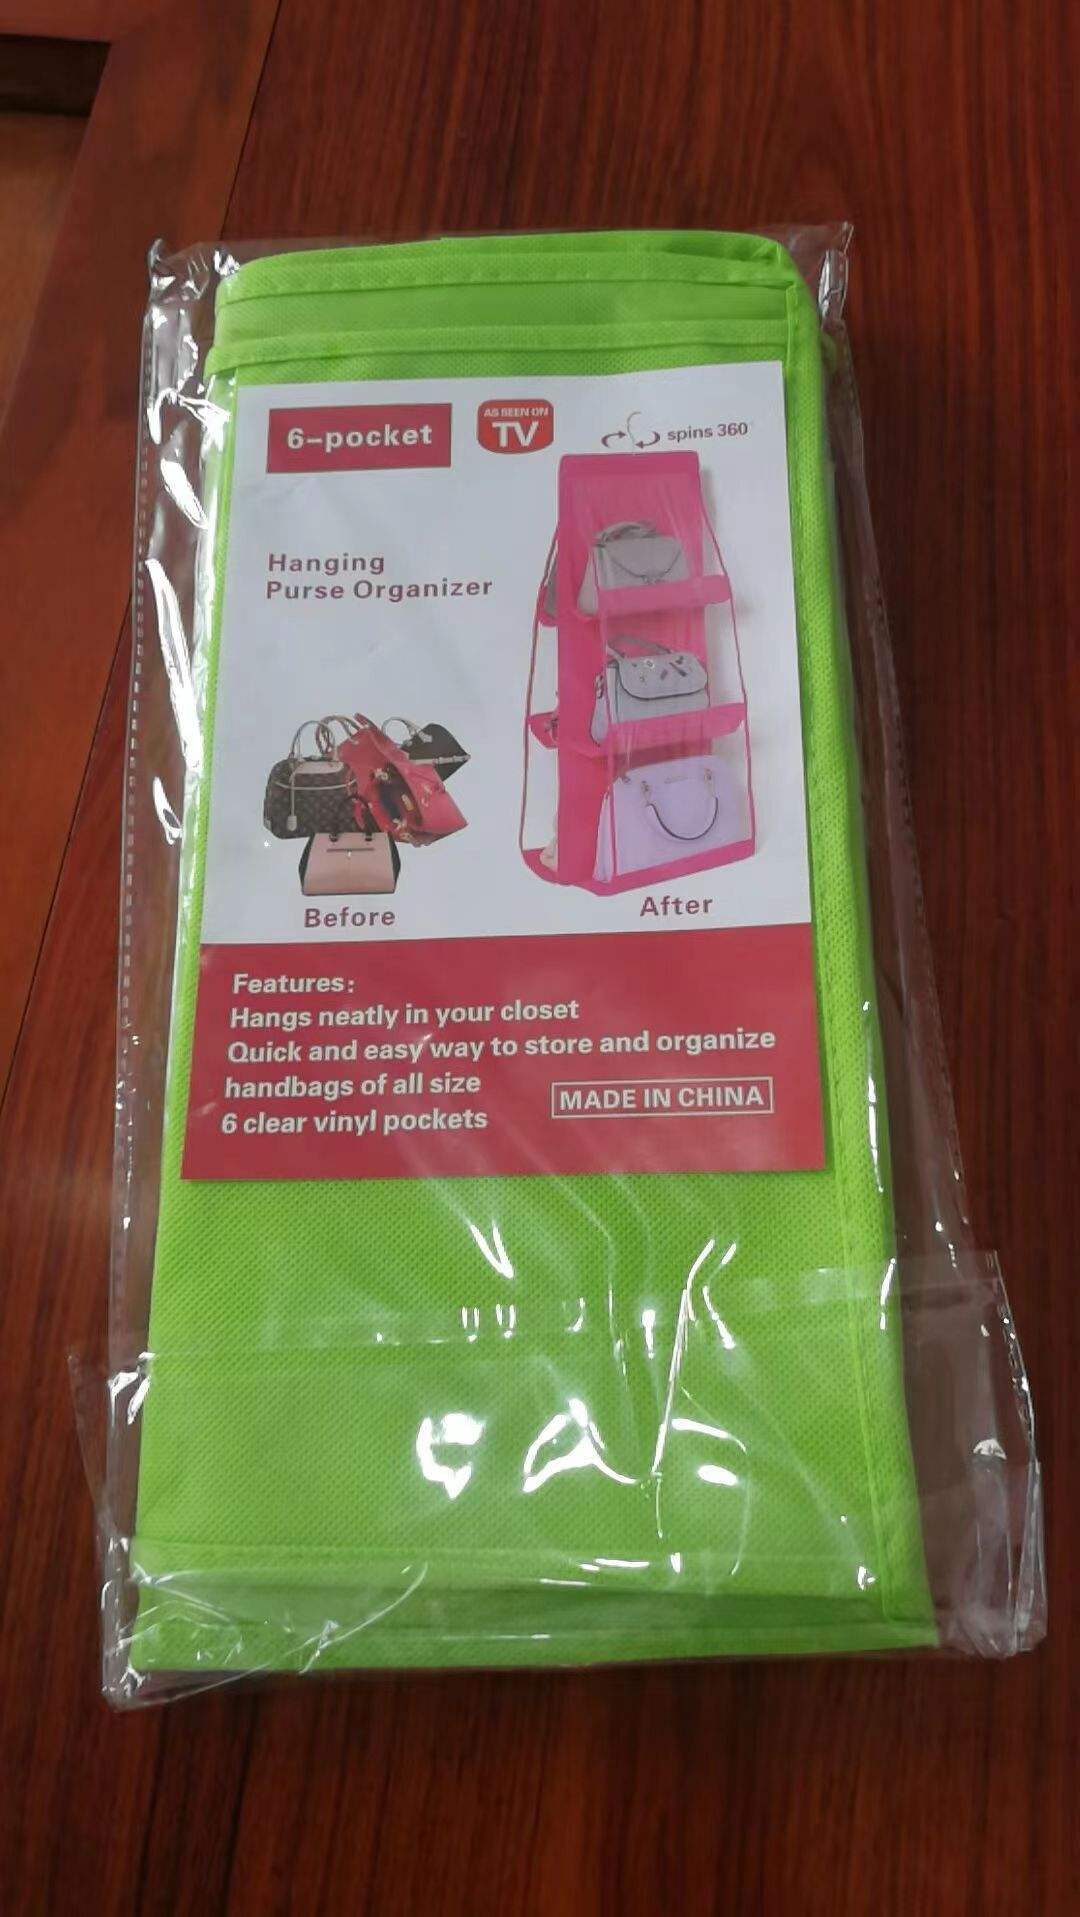 6-pocket
AS SEEN ON
TV
spins 360°
Hanging
Purse Organizer
Before
After
Features:
Hangs neatly in your closet
Quick and easy way to store and organize
handbags of all size
6 clear vinyl pockets
MADE IN CHINA